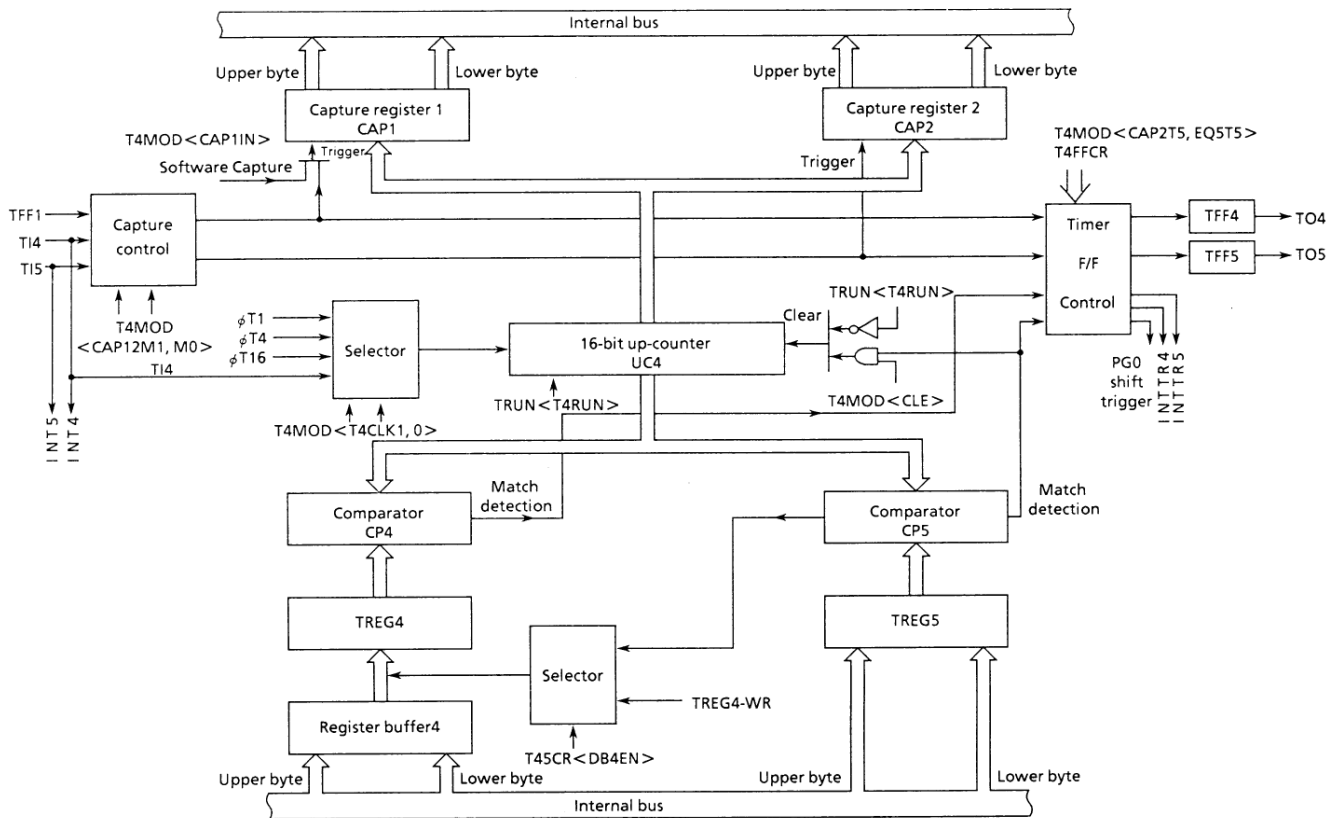 Internal bus
Upper byte
Lower byte
Upper byte
Lower byte
Capture register 1
CAP1
Capture register 2
CAP2
T4MOD<CAP1IN>
Trigger
Software Capture
Trigger
T4MOD<CAP2T5, EQ5T5>
T4FFCR
TFF1
TI4
TI5
Capture
control
Timer
F/F
Control
TFF4
TO4
TFF5
TO5
T4MOD
<CAP12M1, M0>
φT1
φT4
φT16
TI4
Selector
16-bit up-counter
UC4
Clear
TRUN<T4RUN>
T4MOD<CLE>
TRUN<T4RUN>
T4MOD<T4CLK1, 0>
INT5
INT4
PG0
shift
trigger
INTTR4
INTTR5
Match
detection
Match
detection
Comparator
CP4
Comparator
CP5
TREG4
TREG5
Selector
TREG4-WR
Register buffer4
T45CR<DB4EN>
Upper byte
Lower byte
Upper byte
Lower byte
Internal bus